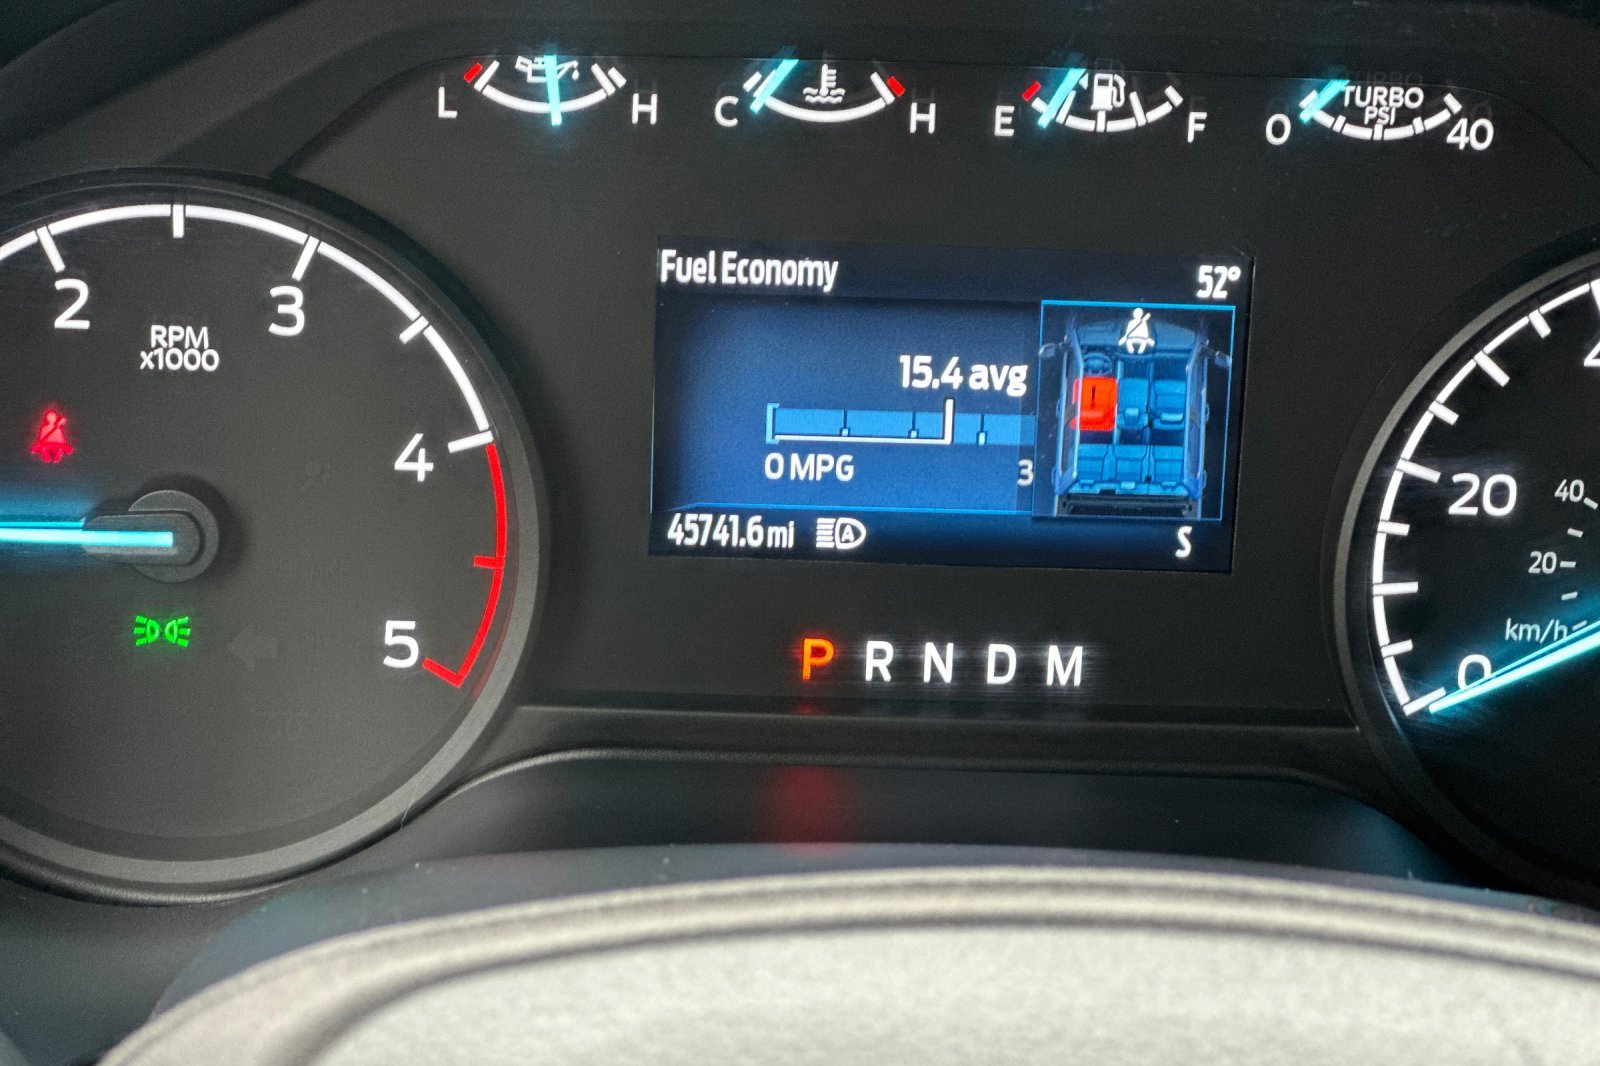 L H
C H
E F
0 TURBO PSI 40
2
3
4
5
RPM
x1000
Fuel Economy 52°
15.4 avg
0 MPG 3
45741.6 mi A S
P R N D M
20
0
40
20
km/h